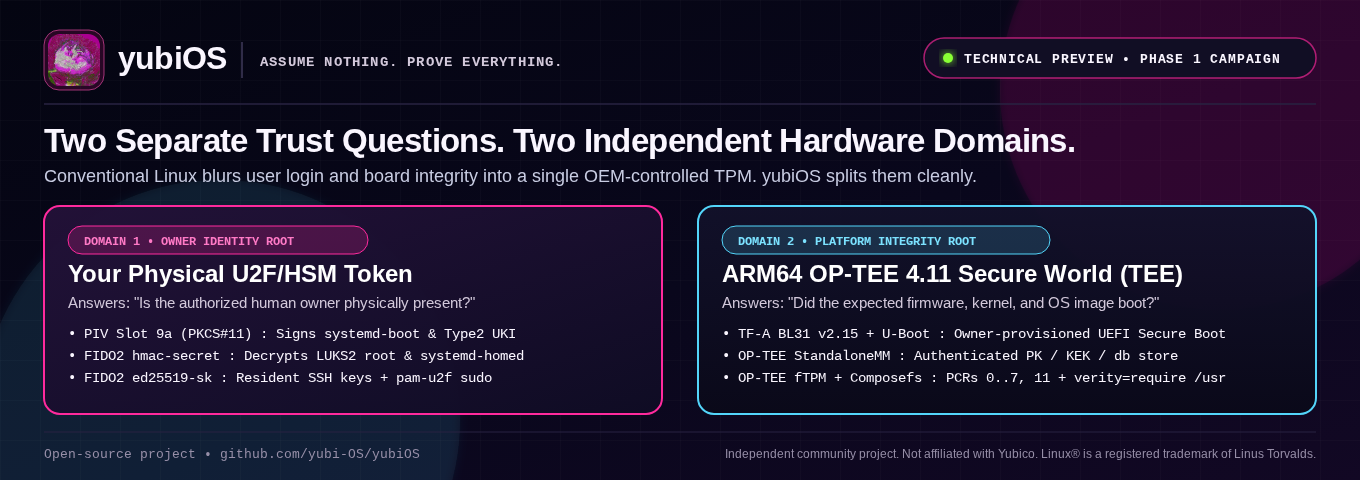 yubiOS
ASSUME NOTHING. PROVE EVERYTHING.
TECHNICAL PREVIEW • PHASE 1 CAMPAIGN
Two Separate Trust Questions. Two Independent Hardware Domains.
Conventional Linux blurs user login and board integrity into a single OEM-controlled TPM. yubiOS splits them cleanly.
DOMAIN 1 • OWNER IDENTITY ROOT
Your Physical U2F/HSM Token
Answers: "Is the authorized human owner physically present?"
• PIV Slot 9a (PKCS#11) : Signs systemd-boot & Type2 UKI
• FIDO2 hmac-secret : Decrypts LUKS2 root & systemd-homed
• FIDO2 ed25519-sk : Resident SSH keys + pam-u2f sudo
DOMAIN 2 • PLATFORM INTEGRITY ROOT
ARM64 OP-TEE 4.11 Secure World (TEE)
Answers: "Did the expected firmware, kernel, and OS image boot?"
• TF-A BL31 v2.15 + U-Boot : Owner-provisioned UEFI Secure Boot
• OP-TEE StandaloneMM : Authenticated PK / KEK / db store
• OP-TEE fTPM + Composefs : PCRs 0..7, 11 + verity=require /usr
Open-source project • github.com/yubi-OS/yubiOS
Independent community project. Not affiliated with Yubico. Linux® is a registered trademark of Linus Torvalds.